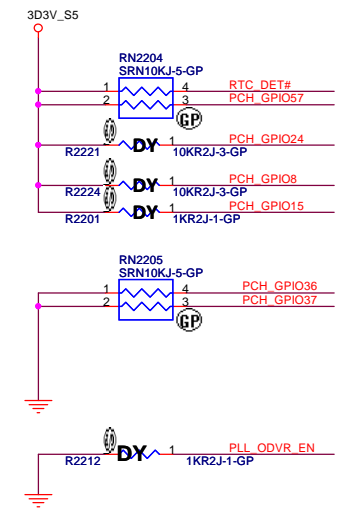 3D3V_S5
RN2204
SRN10KJ-5-GP
1 4 RTC_DET#
2 3 PCH_GPIO57
GP
1 PCH_GPIO24
R2221 DY 10KR2J-3-GP
1 PCH_GPIO8
R2224 DY 10KR2J-3-GP
1 PCH_GPIO15
R2201 DY 1KR2J-1-GP
RN2205
SRN10KJ-5-GP
1 4 PCH_GPIO36
2 3 PCH_GPIO37
GP
1 PLL_ODVR_EN
R2212 DY 1KR2J-1-GP